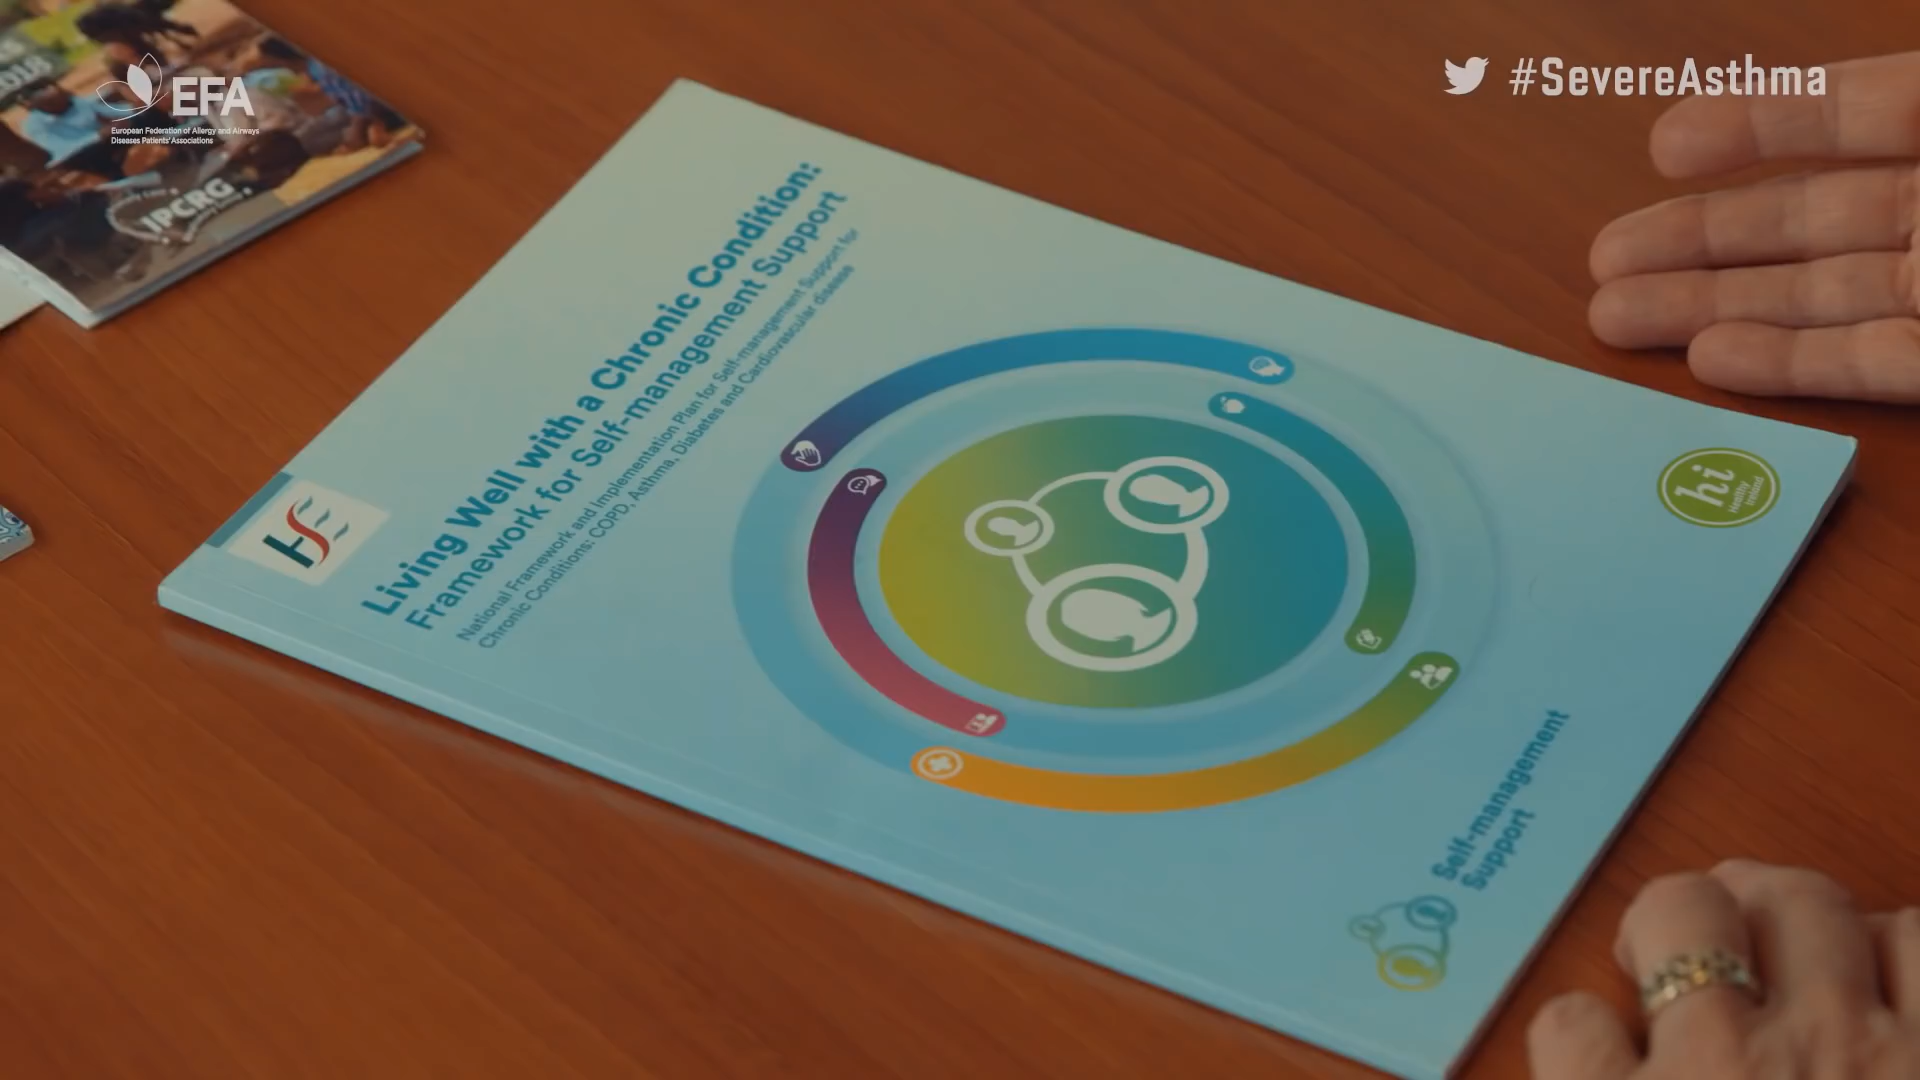 2018
EFA
European Federation of Allergy and Airways
Diseases Patients' Associations
IPCRG
#SevereAsthma
HSE
Living Well with a Chronic Condition:
Framework for Self-management Support
National Framework and Implementation Plan for Self-management Support for
Chronic Conditions: COPD, Asthma, Diabetes and Cardiovascular disease
hi
Healthy
Ireland
Self-management
Support